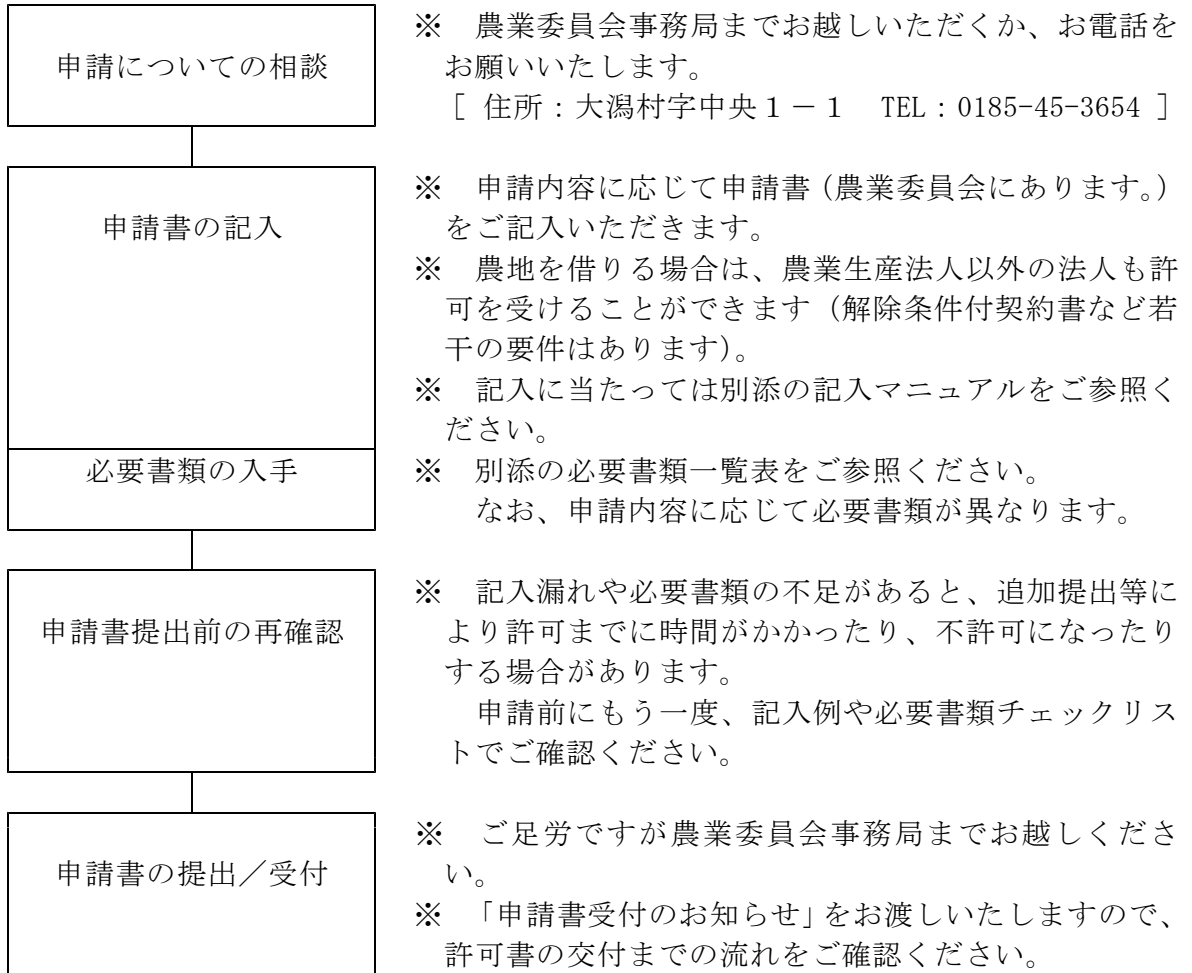 申請についての相談
※　農業委員会事務局までお越しいただくか、お電話を
お願いいたします。
[ 住所：大潟村字中央１－１　TEL：0185-45-3654 ]
申請書の記入
※　申請内容に応じて申請書（農業委員会にあります。）
をご記入いただきます。
※　農地を借りる場合は、農業生産法人以外の法人も許
可を受けることができます（解除条件付契約書など若
干の要件はあります）。
※　記入に当たっては別添の記入マニュアルをご参照く
ださい。
必要書類の入手
※　別添の必要書類一覧表をご参照ください。
なお、申請内容に応じて必要書類が異なります。
申請書提出前の再確認
※　記入漏れや必要書類の不足があると、追加提出等に
より許可までに時間がかかったり、不許可になったり
する場合があります。
申請前にもう一度、記入例や必要書類チェックリス
トでご確認ください。
申請書の提出／受付
※　ご足労ですが農業委員会事務局までお越しくださ
い。
※　「申請書受付のお知らせ」をお渡しいたしますので、
許可書の交付までの流れをご確認ください。